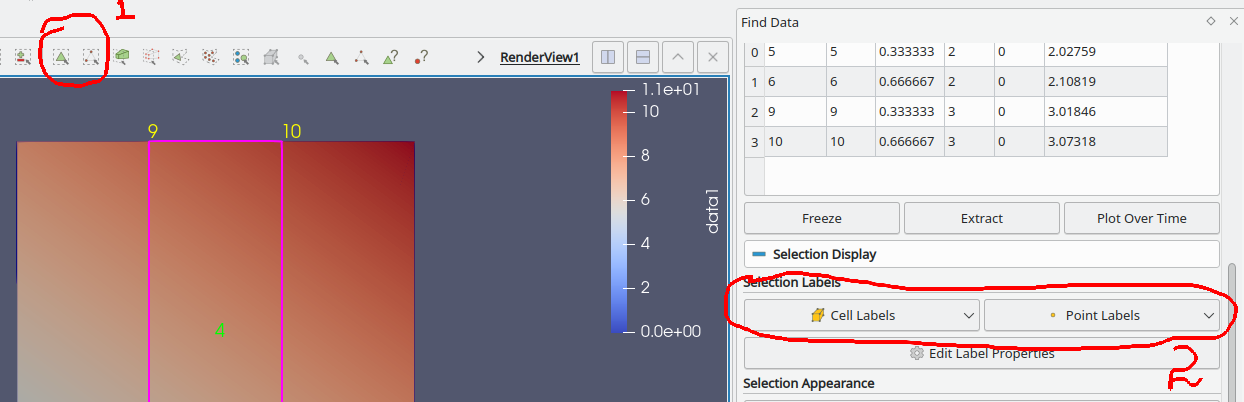 1
Find Data
RenderView1
0 5 5 0.333333 2 0 2.02759
1 6 6 0.666667 2 0 2.10819
2 9 9 0.333333 3 0 3.01846
3 10 10 0.666667 3 0 3.07318
1.1e+01
10
8
6
4
2
0.0e+00
data1
9 10
4
Freeze Extract Plot Over Time
Selection Display
Selection Labels
Cell Labels Point Labels
Edit Label Properties
2
Selection Appearance